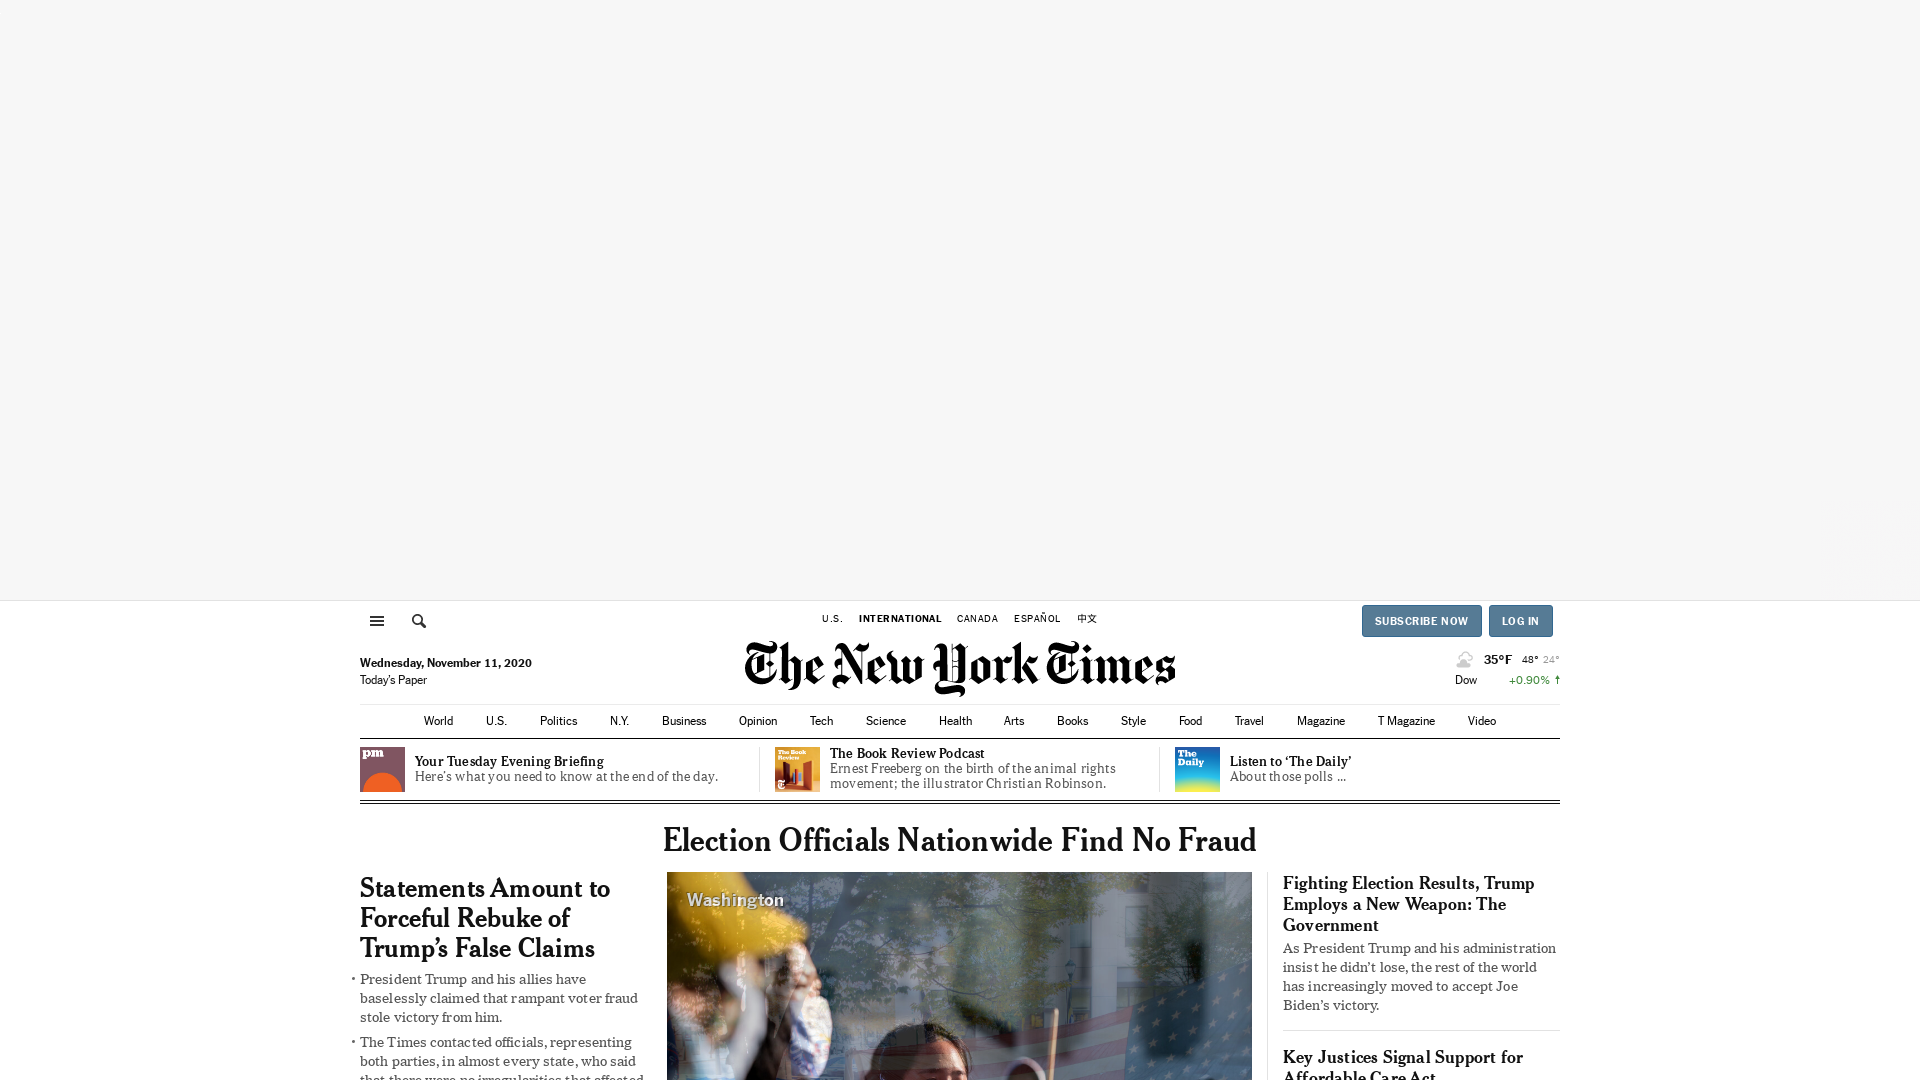 U.S. INTERNATIONAL CANADA ESPAÑOL 中文
SUBSCRIBE NOW LOG IN
The New York Times
Wednesday, November 11, 2020
Today’s Paper
35°F 48° 24°
Dow +0.90% ↑
World U.S. Politics N.Y. Business Opinion Tech Science Health Arts Books Style Food Travel Magazine T Magazine Video
pm
Your Tuesday Evening Briefing
Here’s what you need to know at the end of the day.
The Book
Review
The Book Review Podcast
Ernest Freeberg on the birth of the animal rights
movement; the illustrator Christian Robinson.
The
Daily
Listen to ‘The Daily’
About those polls ...
Election Officials Nationwide Find No Fraud
Statements Amount to
Forceful Rebuke of
Trump’s False Claims
• President Trump and his allies have
baselessly claimed that rampant voter fraud
stole victory from him.
• The Times contacted officials, representing
both parties, in almost every state, who said
that there were no irregularities that affected
Washington
Fighting Election Results, Trump
Employs a New Weapon: The
Government
As President Trump and his administration
insist he didn’t lose, the rest of the world
has increasingly moved to accept Joe
Biden’s victory.
Key Justices Signal Support for
Affordable Care Act